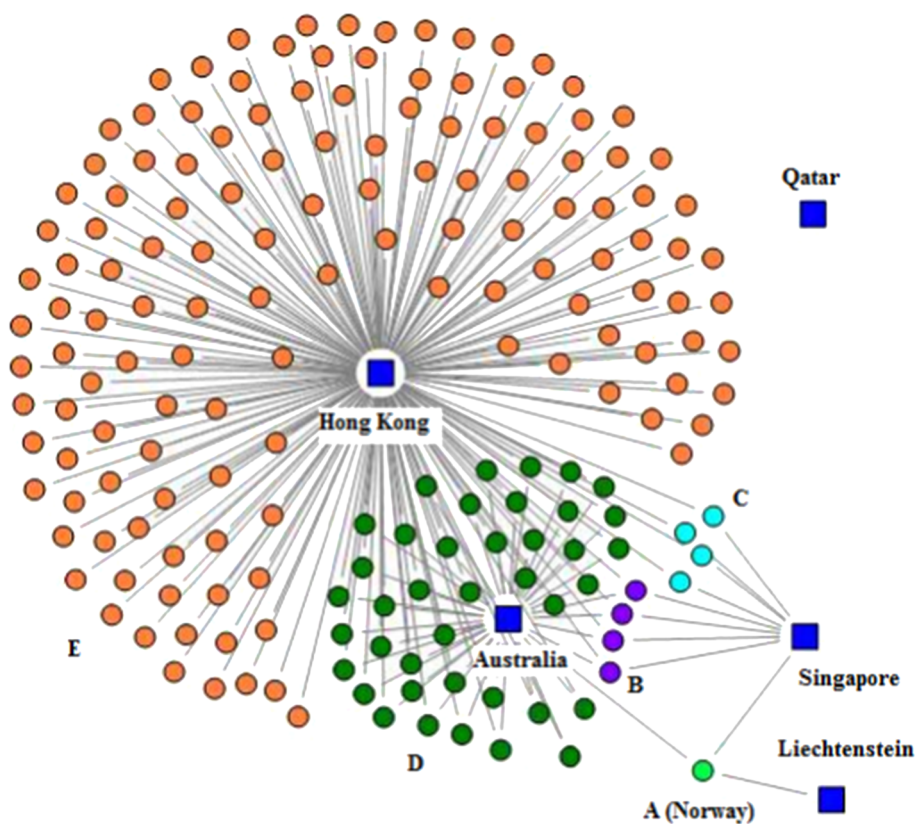 Qatar
Hong Kong
C
E
Australia
B
Singapore
D
Liechtenstein
A (Norway)